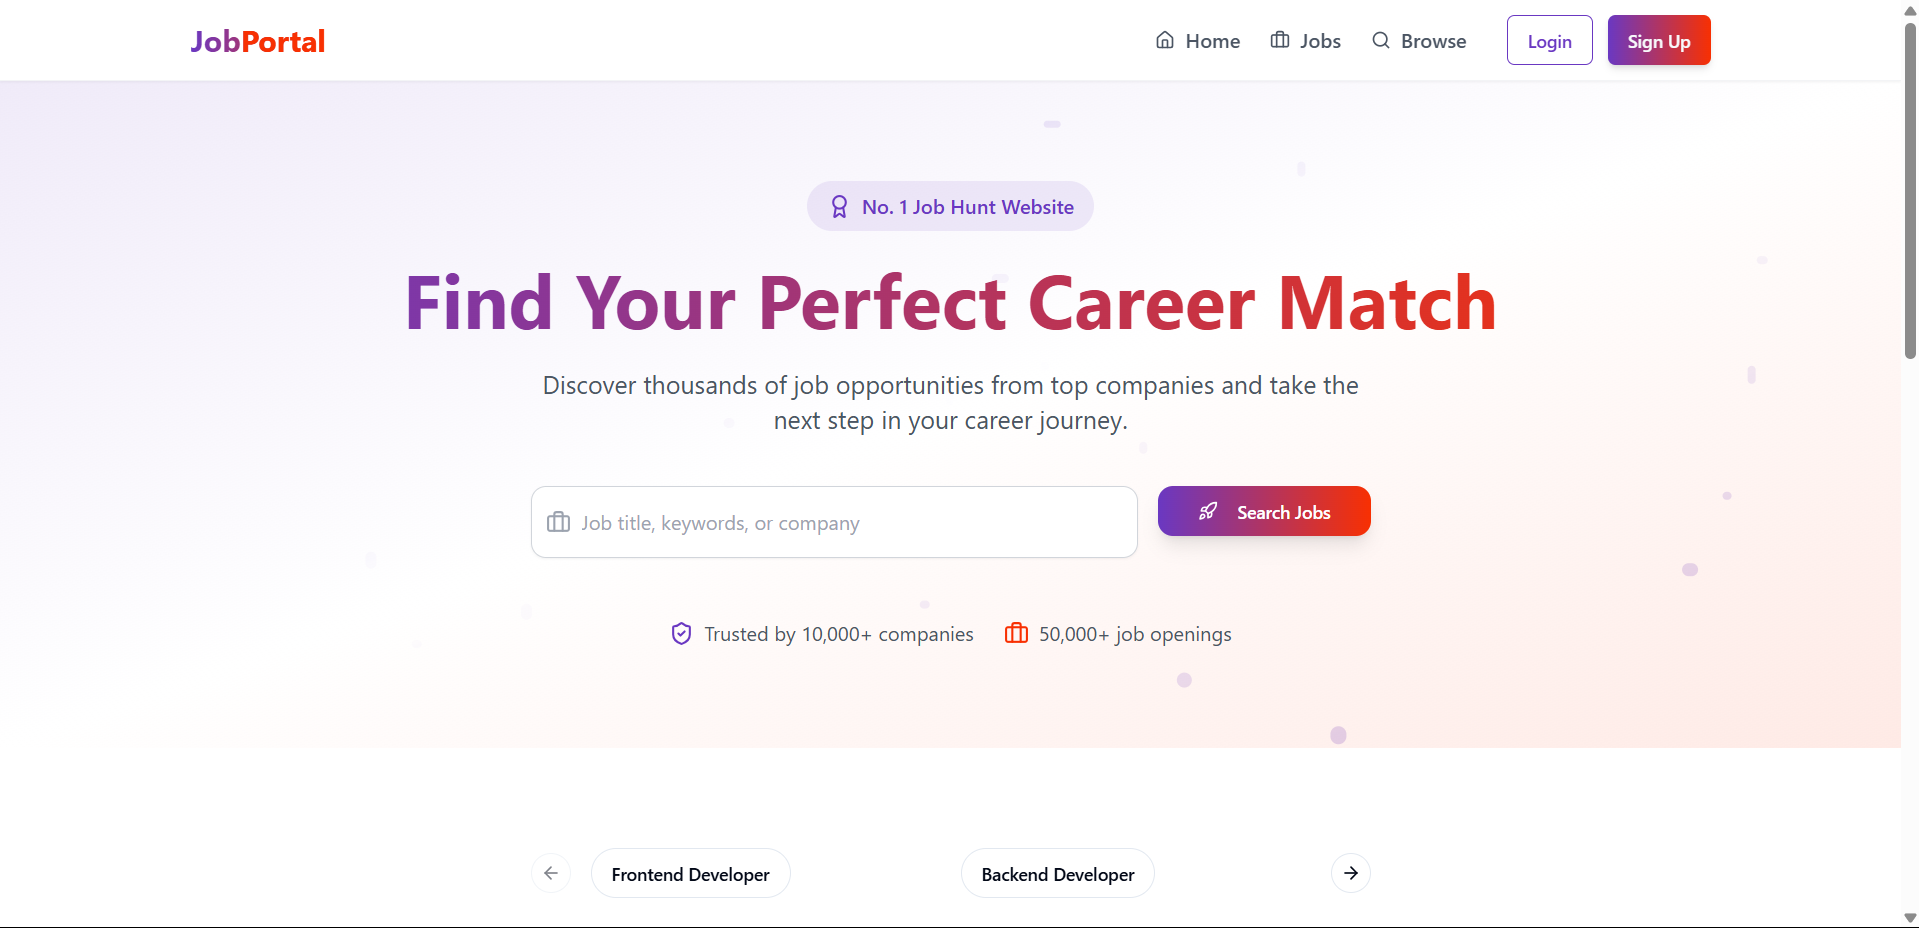 JobPortal
Home
Jobs
Browse
Login
Sign Up
No. 1 Job Hunt Website
Find Your Perfect Career Match
Discover thousands of job opportunities from top companies and take the
next step in your career journey.
Job title, keywords, or company
Search Jobs
Trusted by 10,000+ companies
50,000+ job openings
Frontend Developer
Backend Developer